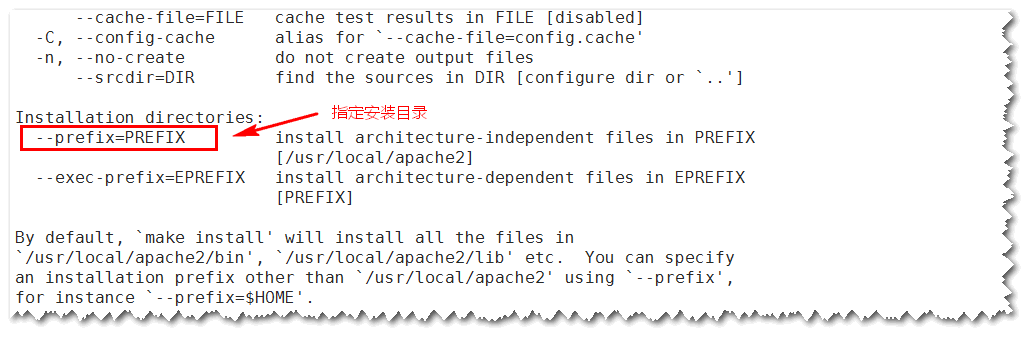 --cache-file=FILE   cache test results in FILE [disabled]
-C, --config-cache      alias for `--cache-file=config.cache'
-n, --no-create         do not create output files
--srcdir=DIR        find the sources in DIR [configure dir or `..']
Installation directories:
指定安装目录
--prefix=PREFIX         install architecture-independent files in PREFIX
[/usr/local/apache2]
--exec-prefix=EPREFIX   install architecture-dependent files in EPREFIX
[PREFIX]
By default, `make install' will install all the files in
`/usr/local/apache2/bin', `/usr/local/apache2/lib' etc.  You can specify
an installation prefix other than `/usr/local/apache2' using `--prefix',
for instance `--prefix=$HOME'.